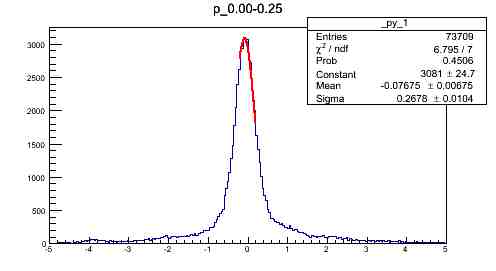 p_0.00-0.25
_py_1
Entries 73709
χ² / ndf 6.795 / 7
Prob 0.4506
Constant 3081 ± 24.7
Mean -0.07675 ± 0.00675
Sigma 0.2678 ± 0.0104
3000
2500
2000
1500
1000
500
0
-5 -4 -3 -2 -1 0 1 2 3 4 5